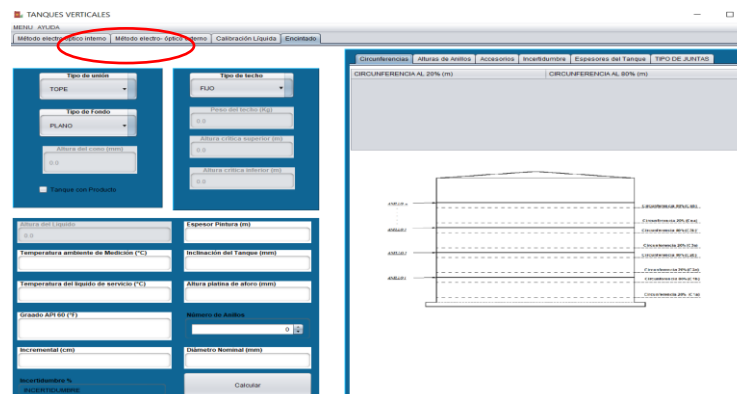 TANQUES VERTICALES
MENU AYUDA
Método electro-óptico interno Método electro- óptico externo Calibración Líquida Encintado
Circunferencias Alturas de Anillos Accesorios Incertidumbre Espesores del Tanque TIPO DE JUNTAS
CIRCUNFERENCIA AL 20% (m) CIRCUNFERENCIA AL 80% (m)
Tipo de unión
TOPE
Tipo de Fondo
PLANO
Altura del cono (mm)
0.0
Tanque con Producto
Tipo de techo
FIJO
Peso del techo (Kg)
0.0
Altura crítica superior (m)
0.0
Altura crítica inferior (m)
0.0
Altura del Líquido
0.0
Espesor Pintura (m)
Temperatura ambiente de Medición (°C)
Inclinación del Tanque (mm)
Temperatura del líquido de servicio (°C)
Altura platina de aforo (mm)
Graado API 60 (°F)
Número de Anillos
0
Incremental (cm)
Diámetro Nominal (mm)
Incertidumbre %
INCERTIDUMBRE
Calcular